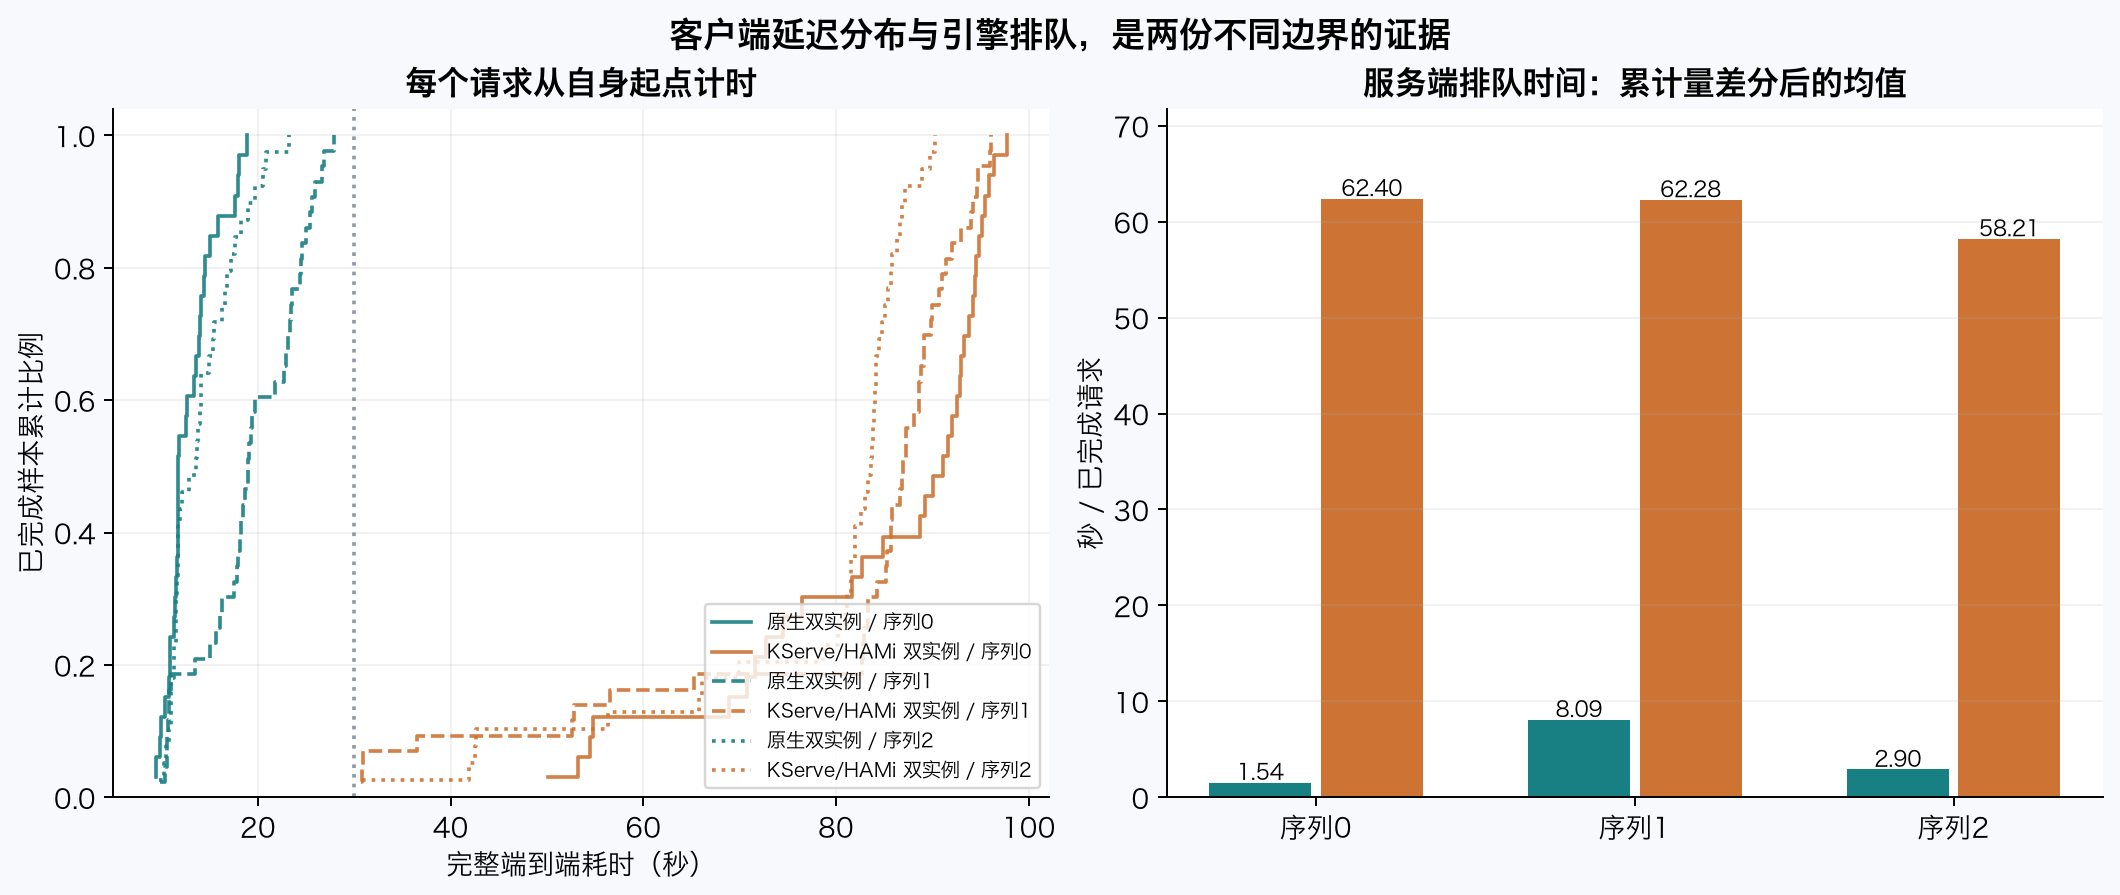 客户端延迟分布与引擎排队，是两份不同边界的证据
每个请求从自身起点计时
已完成样本累计比例
1.0
0.8
0.6
0.4
0.2
0.0
20
40
60
80
100
完整端到端耗时（秒）
原生双实例 / 序列0
KServe/HAMi 双实例 / 序列0
原生双实例 / 序列1
KServe/HAMi 双实例 / 序列1
原生双实例 / 序列2
KServe/HAMi 双实例 / 序列2
服务端排队时间：累计量差分后的均值
秒 / 已完成请求
70
60
50
40
30
20
10
0
1.54
62.40
8.09
62.28
2.90
58.21
序列0
序列1
序列2